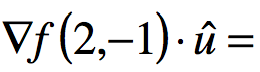 ∇f(2,−1)·û =